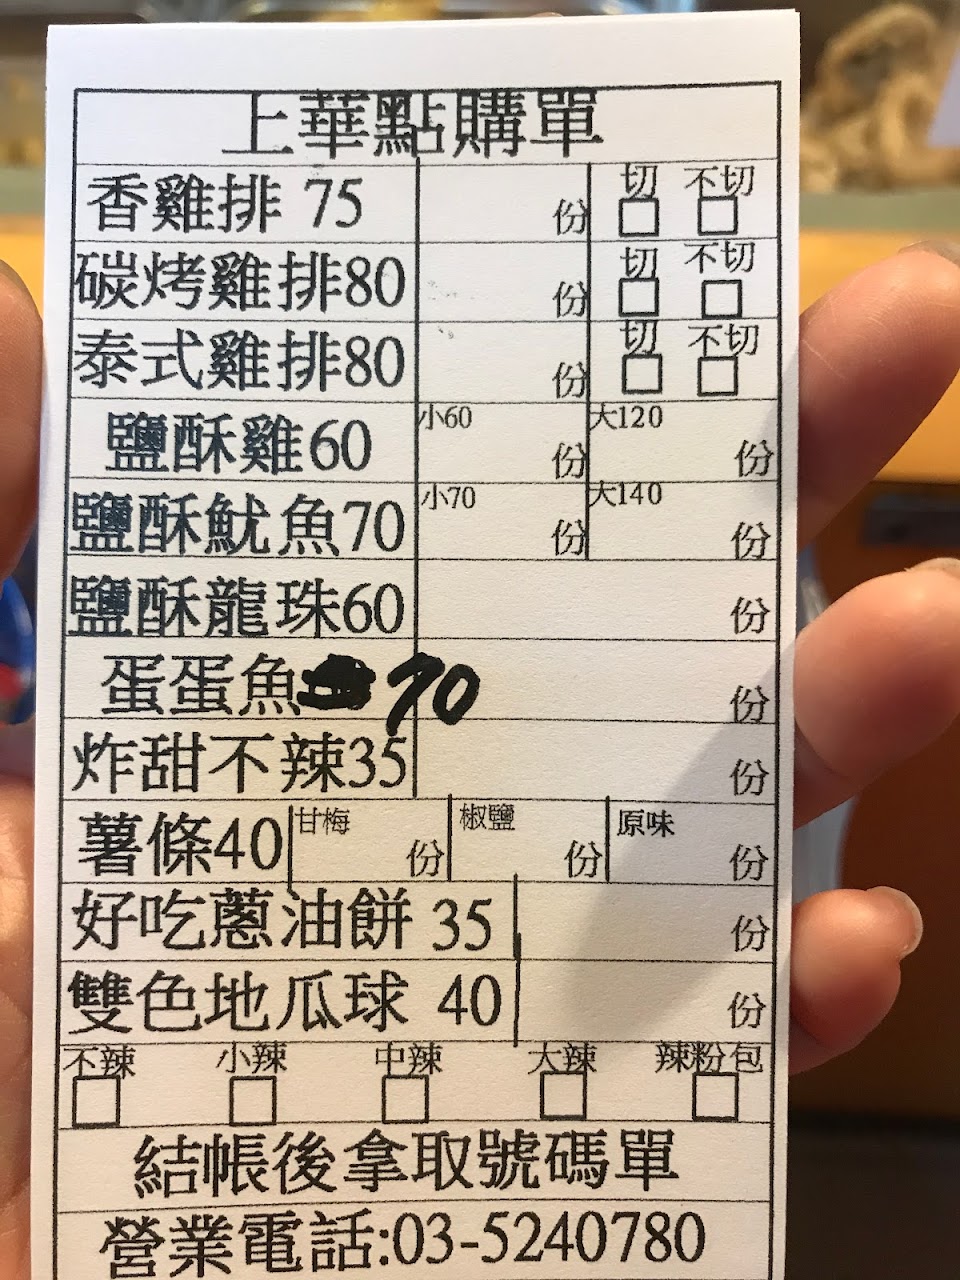 上華點購單
香雞排 75 份 切 不切
碳烤雞排80 份 切 不切
泰式雞排80 份 切 不切
鹽酥雞60 小60 份 大120 份
鹽酥魷魚70 小70 份 大140 份
鹽酥龍珠60 份
蛋蛋魚 70 份
炸甜不辣35 份
薯條40 甘梅 份 椒鹽 份 原味 份
好吃蔥油餅 35 份
雙色地瓜球 40 份
不辣 小辣 中辣 大辣 辣粉包
結帳後拿取號碼單
營業電話:03-5240780